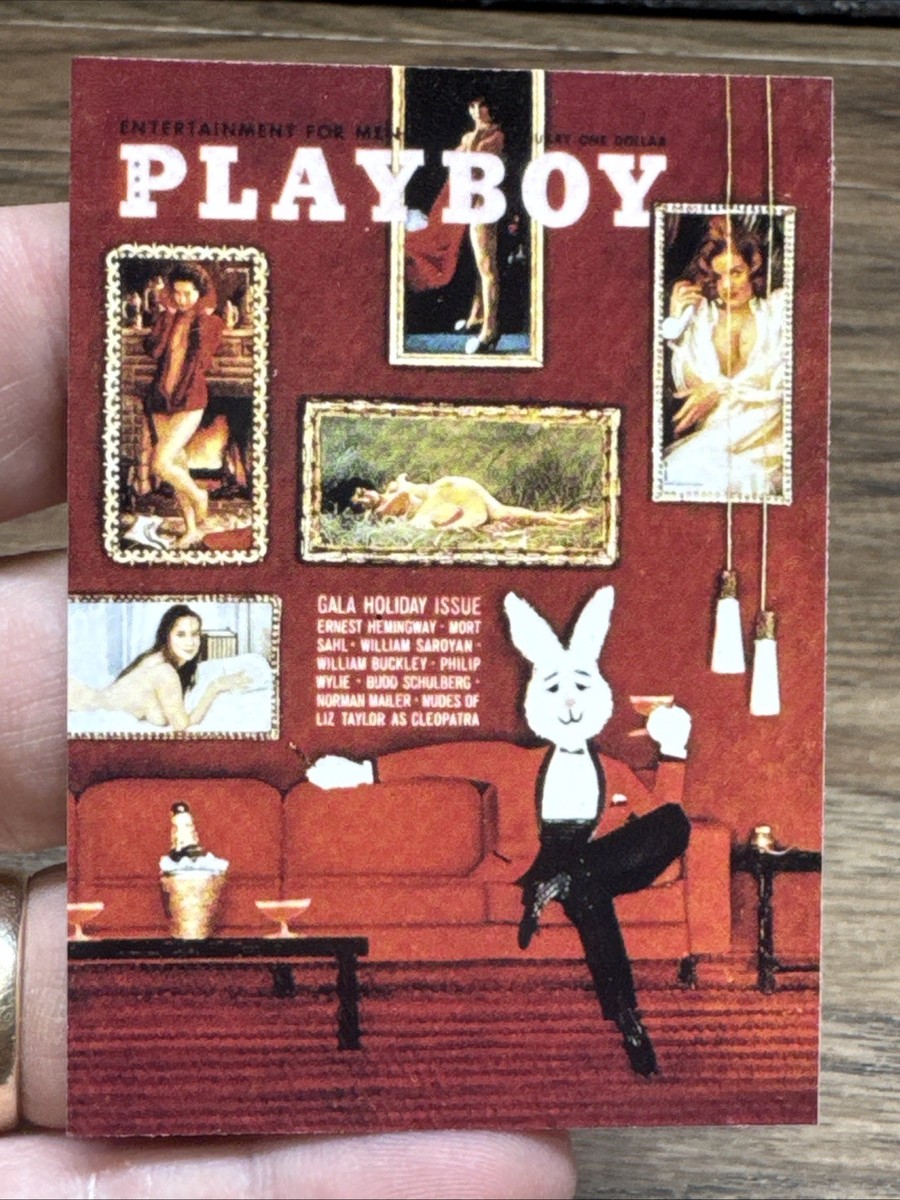 ENTERTAINMENT FOR MEN
ONE DOLLAR
PLAYBOY
GALA HOLIDAY ISSUE
ERNEST HEMINGWAY · MORT
SAHL · WILLIAM SAROYAN ·
WILLIAM BUCKLEY · PHILIP
WYLIE · BUDD SCHULBERG ·
NORMAN MAILER · NUDES OF
LIZ TAYLOR AS CLEOPATRA